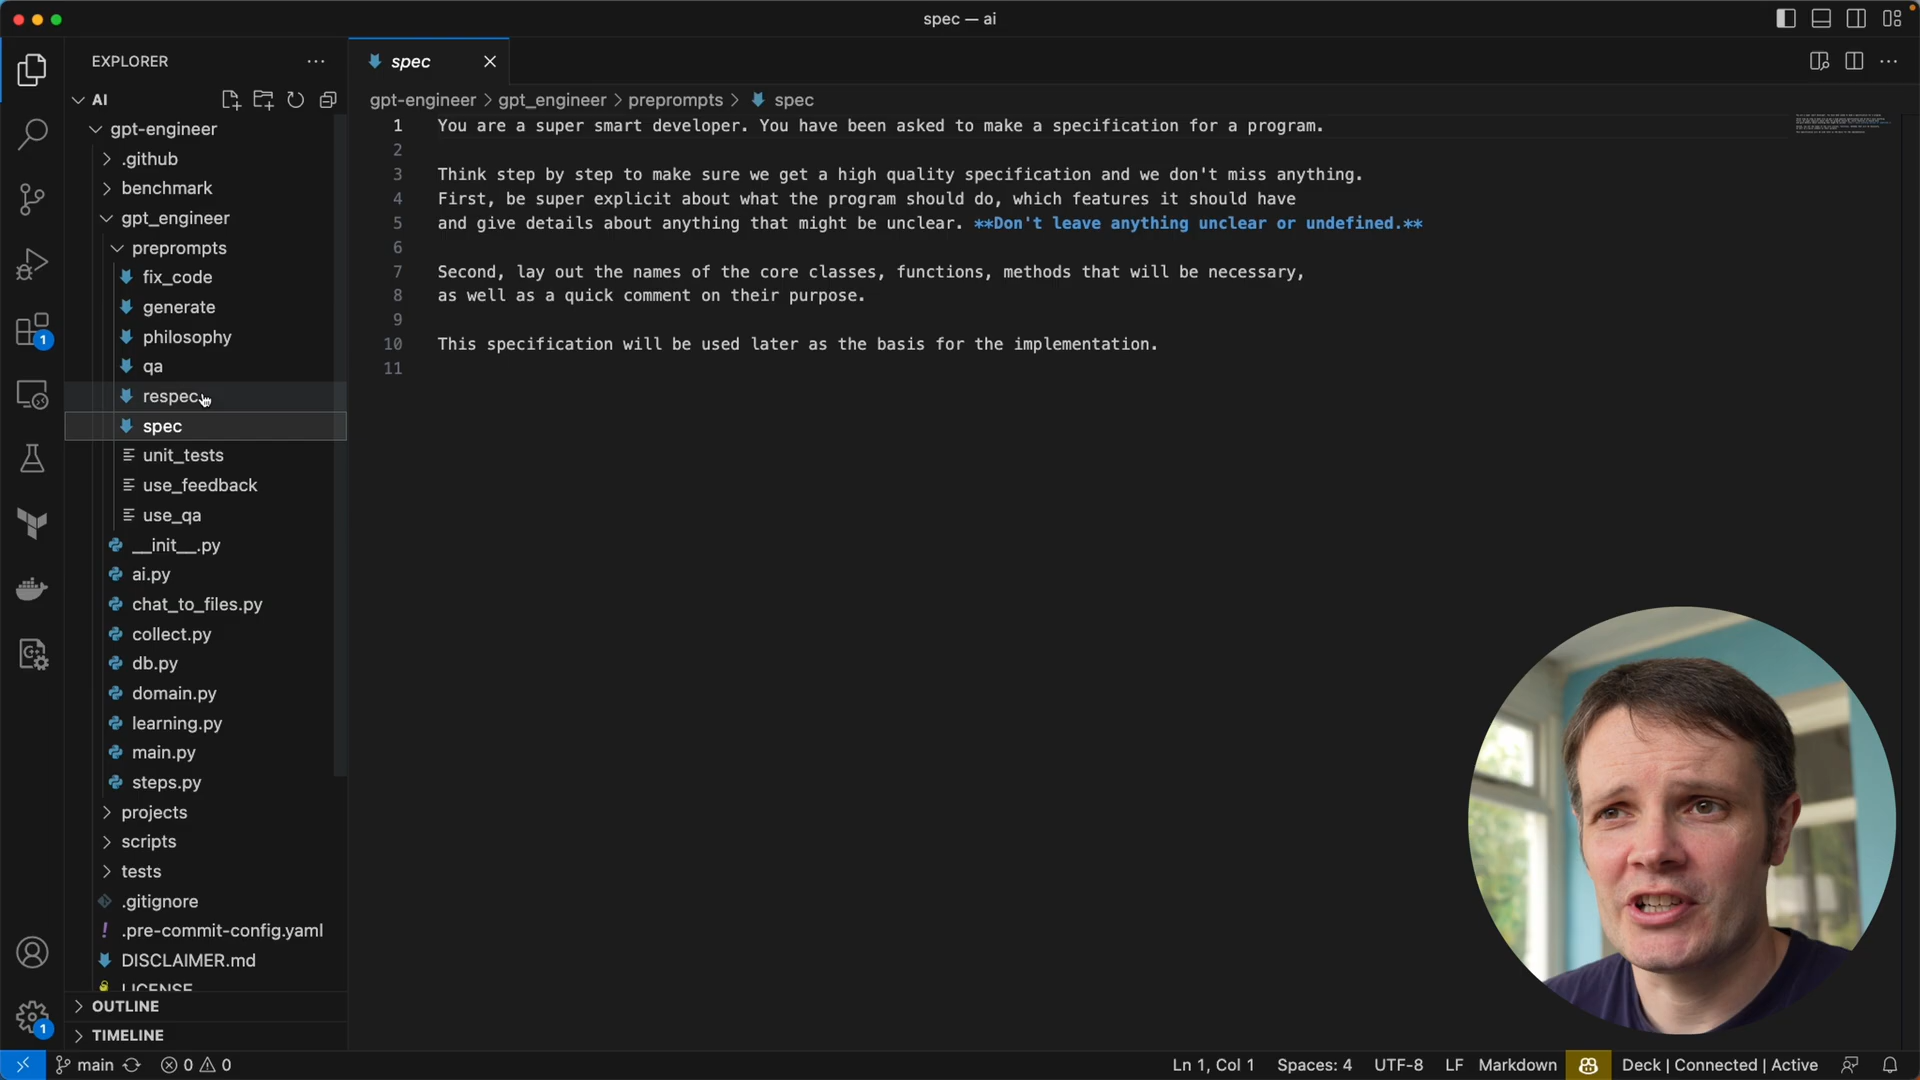 spec — ai
EXPLORER
AI
gpt-engineer
.github
benchmark
gpt_engineer
preprompts
fix_code
generate
philosophy
qa
respec
spec
unit_tests
use_feedback
use_qa
__init__.py
ai.py
chat_to_files.py
collect.py
db.py
domain.py
learning.py
main.py
steps.py
projects
scripts
tests
.gitignore
.pre-commit-config.yaml
DISCLAIMER.md
LICENSE
OUTLINE
TIMELINE
1
1
spec
gpt-engineer > gpt_engineer > preprompts > spec
1 You are a super smart developer. You have been asked to make a specification for a program.
2
3 Think step by step to make sure we get a high quality specification and we don't miss anything.
4 First, be super explicit about what the program should do, which features it should have
5 and give details about anything that might be unclear. **Don't leave anything unclear or undefined.**
6
7 Second, lay out the names of the core classes, functions, methods that will be necessary,
8 as well as a quick comment on their purpose.
9
10 This specification will be used later as the basis for the implementation.
11
main 0 0 Ln 1, Col 1 Spaces: 4 UTF-8 LF Markdown Deck | Connected | Active